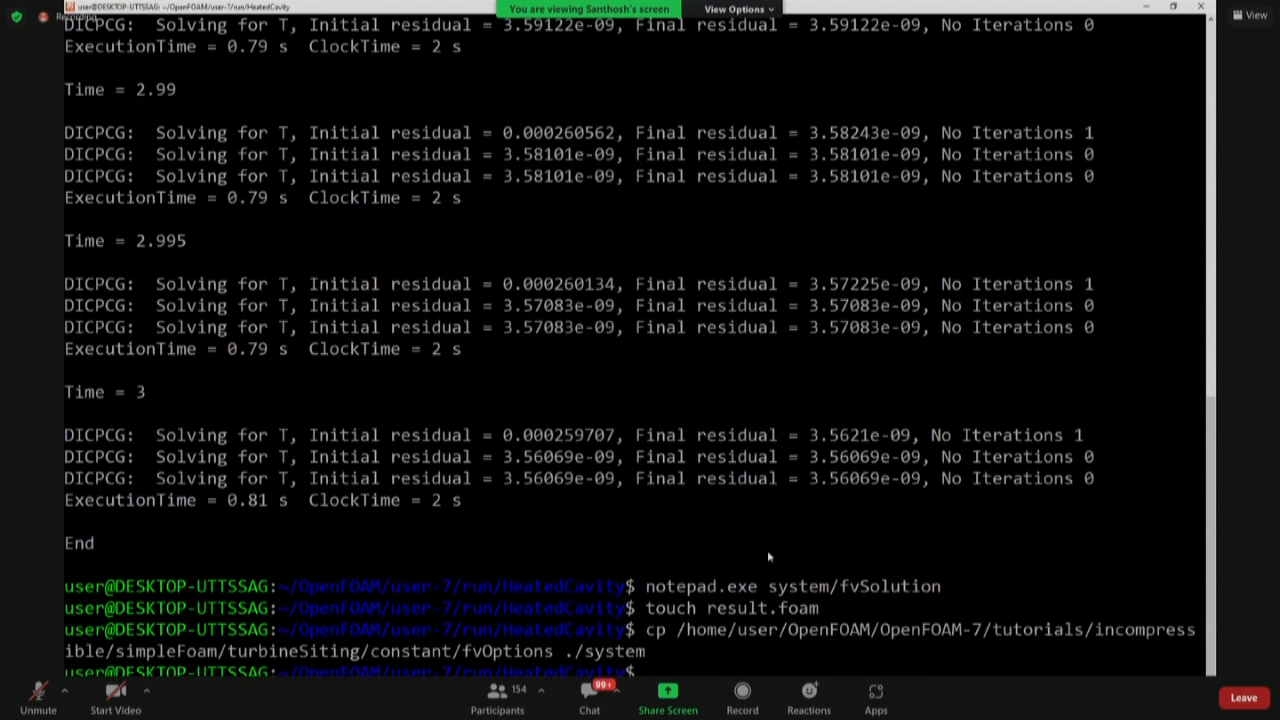 user@DESKTOP-UTTSSAG: ~/OpenFOAM/user-7/run/HeatedCavity
You are viewing Santhosh's screen
View Options
View
Recording
DICPCG:  Solving for T, Initial residual = 3.59122e-09, Final residual = 3.59122e-09, No Iterations 0
ExecutionTime = 0.79 s  ClockTime = 2 s
Time = 2.99
DICPCG:  Solving for T, Initial residual = 0.000260562, Final residual = 3.58243e-09, No Iterations 1
DICPCG:  Solving for T, Initial residual = 3.58101e-09, Final residual = 3.58101e-09, No Iterations 0
DICPCG:  Solving for T, Initial residual = 3.58101e-09, Final residual = 3.58101e-09, No Iterations 0
ExecutionTime = 0.79 s  ClockTime = 2 s
Time = 2.995
DICPCG:  Solving for T, Initial residual = 0.000260134, Final residual = 3.57225e-09, No Iterations 1
DICPCG:  Solving for T, Initial residual = 3.57083e-09, Final residual = 3.57083e-09, No Iterations 0
DICPCG:  Solving for T, Initial residual = 3.57083e-09, Final residual = 3.57083e-09, No Iterations 0
ExecutionTime = 0.79 s  ClockTime = 2 s
Time = 3
DICPCG:  Solving for T, Initial residual = 0.000259707, Final residual = 3.5621e-09, No Iterations 1
DICPCG:  Solving for T, Initial residual = 3.56069e-09, Final residual = 3.56069e-09, No Iterations 0
DICPCG:  Solving for T, Initial residual = 3.56069e-09, Final residual = 3.56069e-09, No Iterations 0
ExecutionTime = 0.81 s  ClockTime = 2 s
End
user@DESKTOP-UTTSSAG:~/OpenFOAM/user-7/run/HeatedCavity$ notepad.exe system/fvSolution
user@DESKTOP-UTTSSAG:~/OpenFOAM/user-7/run/HeatedCavity$ touch result.foam
user@DESKTOP-UTTSSAG:~/OpenFOAM/user-7/run/HeatedCavity$ cp /home/user/OpenFOAM/OpenFOAM-7/tutorials/incompress
ible/simpleFoam/turbineSiting/constant/fvOptions ./system
user@DESKTOP-UTTSSAG:~/OpenFOAM/user-7/run/HeatedCavity$
154
99+
Unmute
Start Video
Participants
Chat
Share Screen
Record
Reactions
Apps
Leave